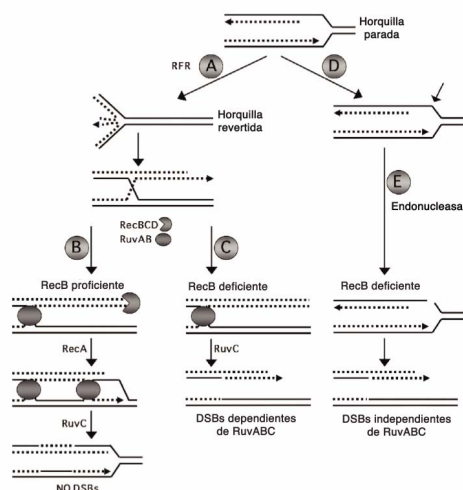 Horquilla
parada
RFR
A
D
Horquilla
revertida
E
Endonucleasa
RecBCD
RuvAB
B
C
RecB proficiente
RecB deficiente
RecB deficiente
RecA
RuvC
RuvC
DSBs dependientes
de RuvABC
DSBs independientes
de RuvABC
NO DSBs